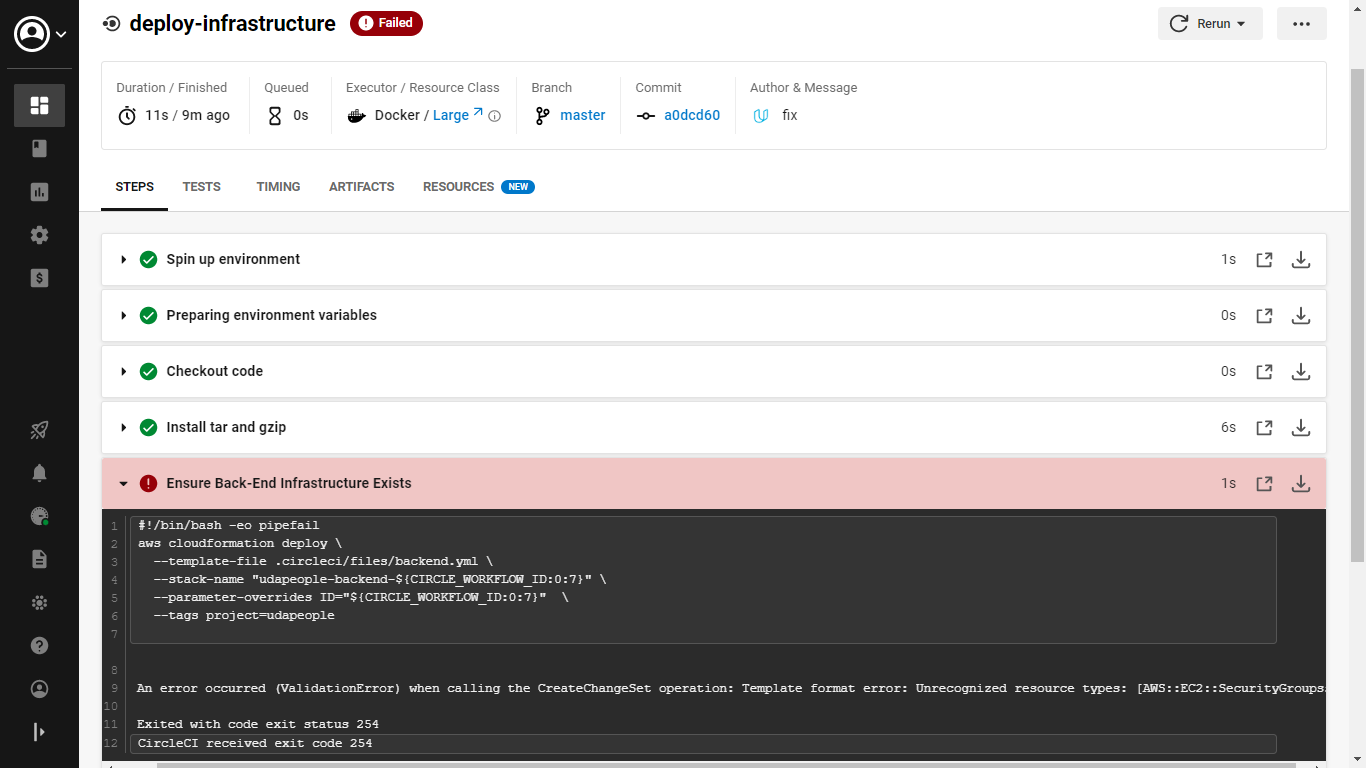 deploy-infrastructure
Failed
Rerun
Duration / Finished
11s / 9m ago
Queued
0s
Executor / Resource Class
Docker / Large
Branch
master
Commit
a0dcd60
Author & Message
fix
STEPS
TESTS
TIMING
ARTIFACTS
RESOURCES
NEW
Spin up environment
1s
Preparing environment variables
0s
Checkout code
0s
Install tar and gzip
6s
Ensure Back-End Infrastructure Exists
1s
1 #!/bin/bash -eo pipefail
2 aws cloudformation deploy \
3   --template-file .circleci/files/backend.yml \
4   --stack-name "udapeople-backend-${CIRCLE_WORKFLOW_ID:0:7}" \
5   --parameter-overrides ID="${CIRCLE_WORKFLOW_ID:0:7}"  \
6   --tags project=udapeople
7
8
9 An error occurred (ValidationError) when calling the CreateChangeSet operation: Template format error: Unrecognized resource types: [AWS::EC2::SecurityGroups
10
11 Exited with code exit status 254
12 CircleCI received exit code 254